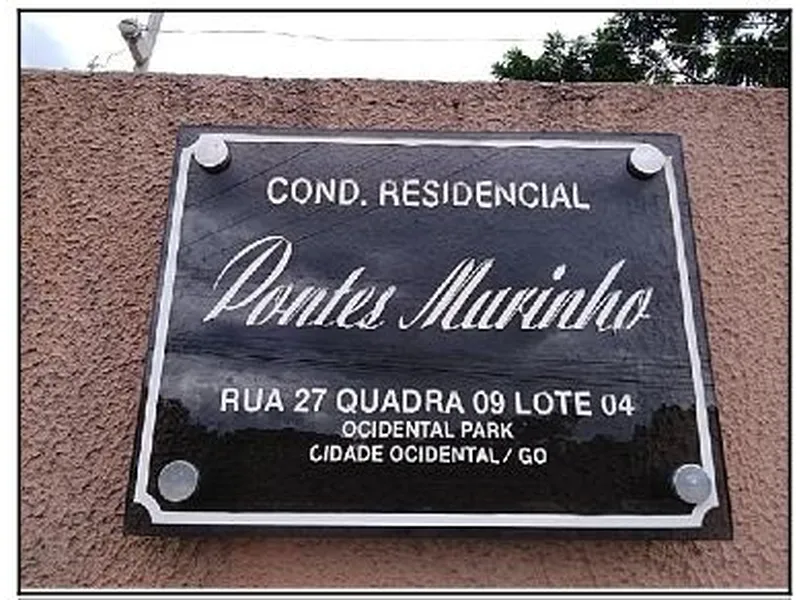 COND. RESIDENCIAL
Pontes Marinho
RUA 27 QUADRA 09 LOTE 04
OCIDENTAL PARK
CIDADE OCIDENTAL / GO